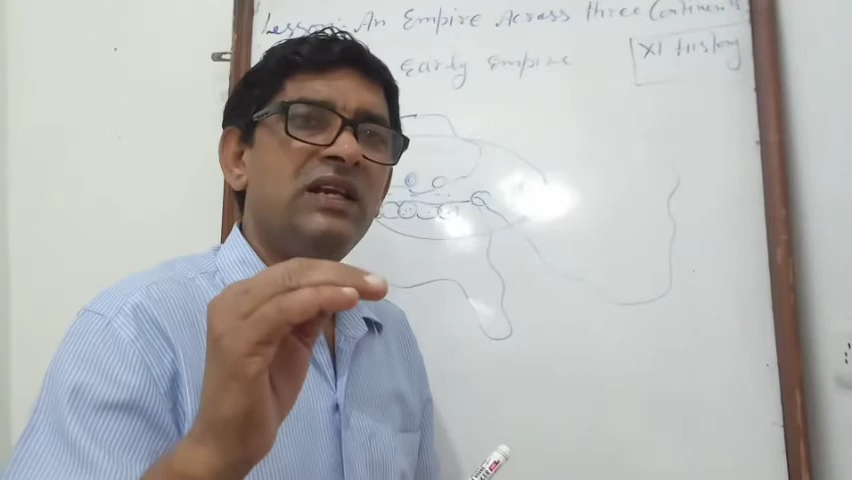 Lesson:- An Empire Across three Continents
Early Empire
XI History